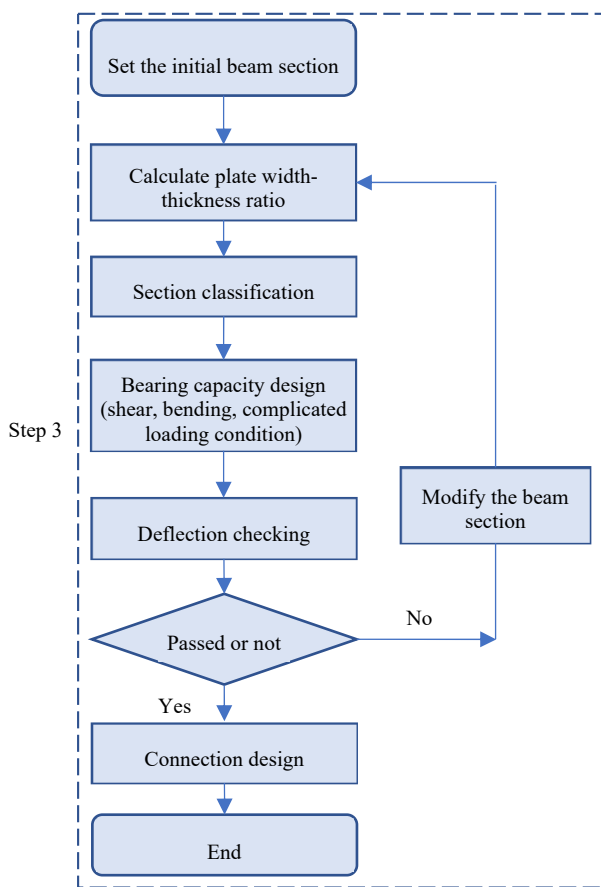 Set the initial beam section
Calculate plate width-
thickness ratio
Section classification
Bearing capacity design
(shear, bending, complicated
loading condition)
Step 3
Modify the beam
section
Deflection checking
Passed or not
No
Yes
Connection design
End